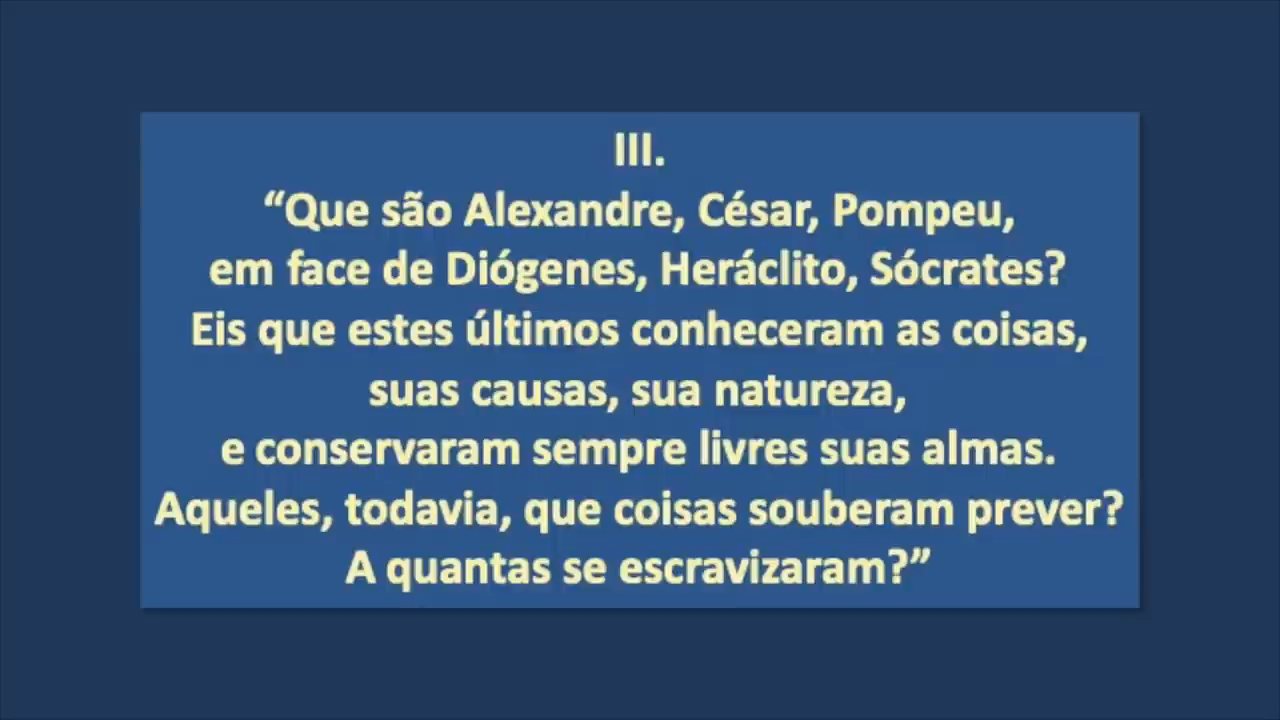 III.
“Que são Alexandre, César, Pompeu,
em face de Diógenes, Heráclito, Sócrates?
Eis que estes últimos conheceram as coisas,
suas causas, sua natureza,
e conservaram sempre livres suas almas.
Aqueles, todavia, que coisas souberam prever?
A quantas se escravizaram?”